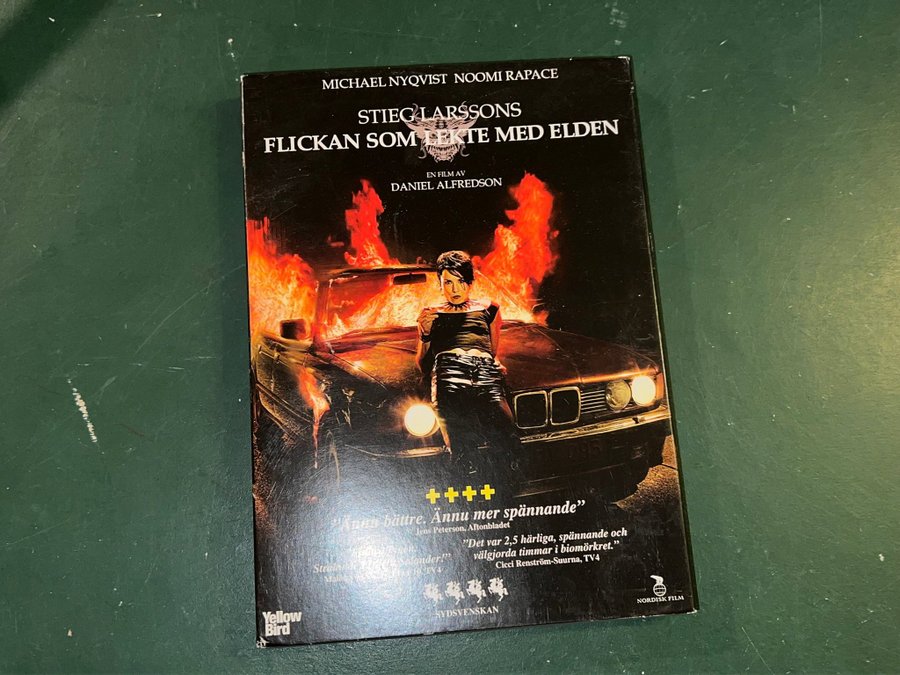 MICHAEL NYQVIST NOOMI RAPACE
STIEG LARSSONS
FLICKAN SOM LEKTE MED ELDEN
EN FILM AV
DANIEL ALFREDSON
"Ännu bättre. Ännu mer spännande"
Jens Peterson, Aftonbladet
"Det var 2,5 härliga, spännande och
välgjorda timmar i biomörkret."
Cicci Renström-Suurna, TV4
Salander!"
TV4
SYDSVENSKAN
Yellow
Bird
NORDISK FILM